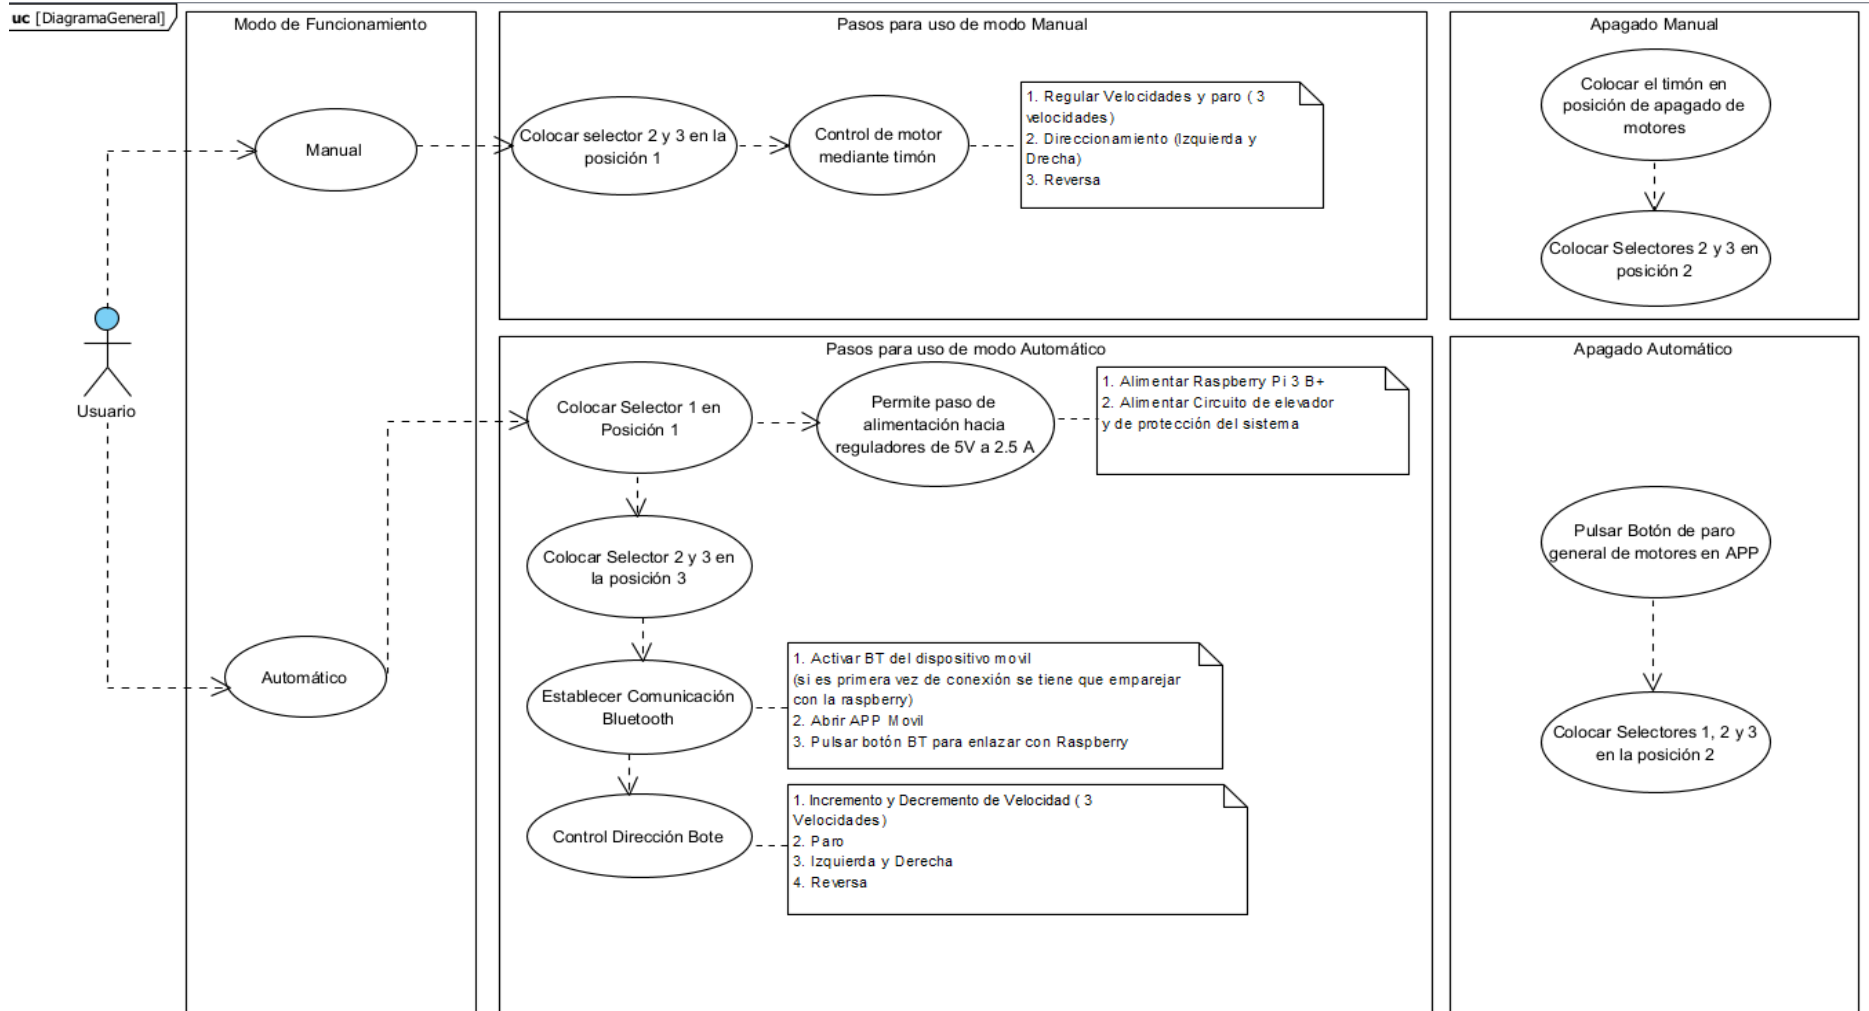 uc [DiagramaGeneral]
Modo de Funcionamiento
Pasos para uso de modo Manual
Apagado Manual
Manual
Colocar selector 2 y 3 en la
posición 1
Control de motor
mediante timón
1. Regular Velocidades y paro ( 3
velocidades)
2. Direccionamiento (Izquierda y
Drecha)
3. Reversa
Colocar el timón en
posición de apagado de
motores
Colocar Selectores 2 y 3 en
posición 2
Usuario
Automático
Pasos para uso de modo Automático
Colocar Selector 1 en
Posición 1
Permite paso de
alimentación hacia
reguladores de 5V a 2.5 A
1. Alimentar Raspberry Pi 3 B+
2. Alimentar Circuito de elevador
y de protección del sistema
Colocar Selector 2 y 3 en
la posición 3
Establecer Comunicación
Bluetooth
1. Activar BT del dispositivo movil
(si es primera vez de conexión se tiene que emparejar
con la raspberry)
2. Abrir APP Movil
3. Pulsar botón BT para enlazar con Raspberry
Control Dirección Bote
1. Incremento y Decremento de Velocidad ( 3
Velocidades)
2. Paro
3. Izquierda y Derecha
4. Reversa
Apagado Automático
Pulsar Botón de paro
general de motores en APP
Colocar Selectores 1, 2 y 3
en la posición 2